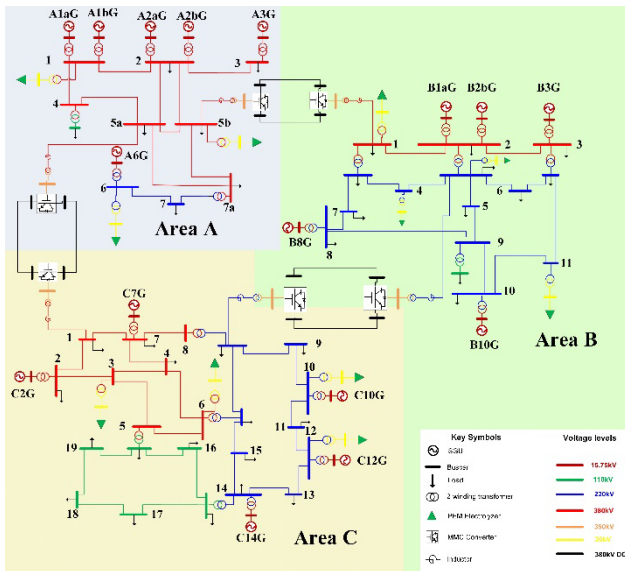 A1aG A1bG A2aG A2bG A3G
1 2 3
4
5a 5b
A6G
6 7 7a
Area A
B1aG B2bG B3G
1 2 3
4 5 6
7
B8G
8 9
10 11
B10G
Area B
C7G
1 7 8
2 3 4
C2G
5 6
9
10
C10G
11 12
C12G
13
14
C14G
15
16
17
18
19
Area C
Key Symbols
SGU
Busbar
Load
2 winding transformer
PEM Electrolyzer
MMC Converter
Inductor
Voltage levels
15.75kV
110kV
220kV
380kV
350kV
380kV DC